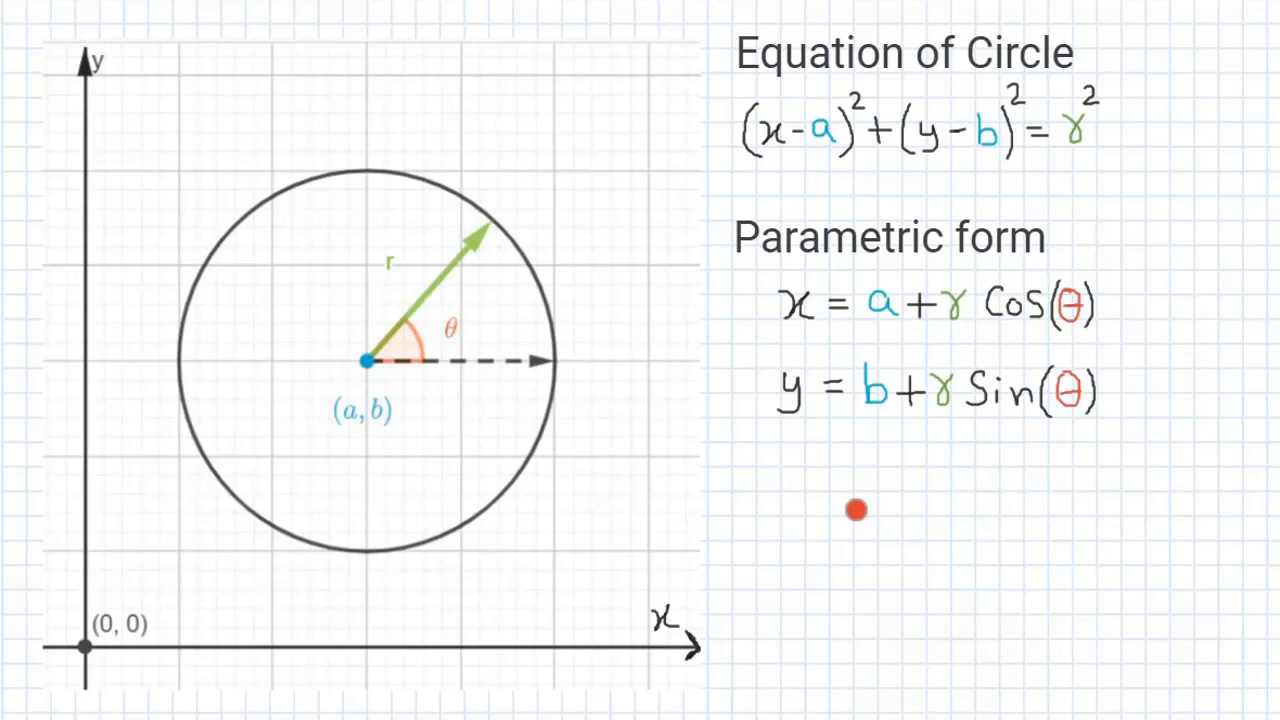 y
r
θ
(a, b)
(0, 0)
x
Equation of Circle
(x-a)²+(y-b)²=r²
Parametric form
x = a+r Cos(θ)
y = b+r Sin(θ)